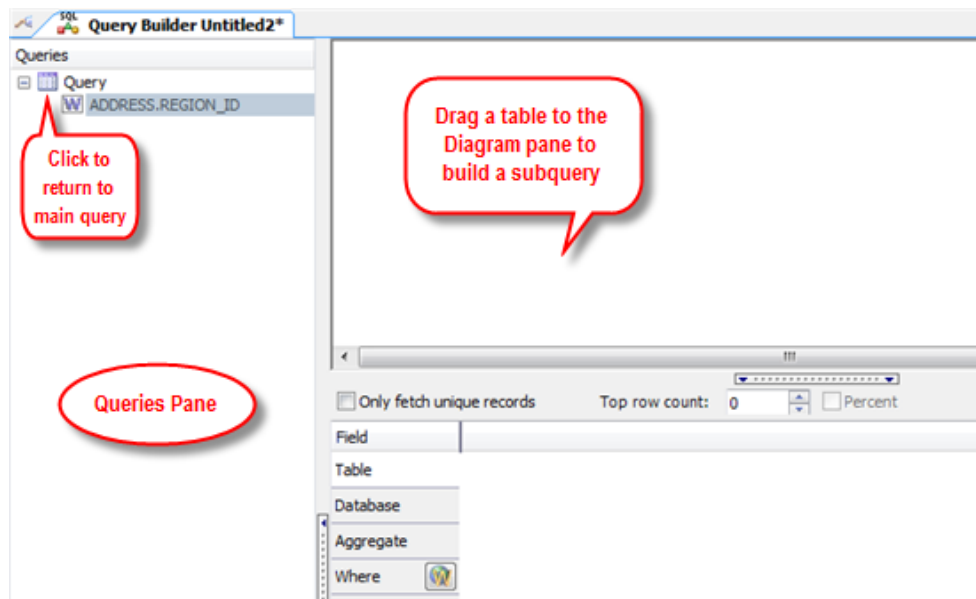 SQL
Query Builder Untitled2*
Queries
Query
W ADDRESS.REGION_ID
Click to
return to
main query
Drag a table to the
Diagram pane to
build a subquery
Queries Pane
Only fetch unique records Top row count: 0 Percent
Field
Table
Database
Aggregate
Where